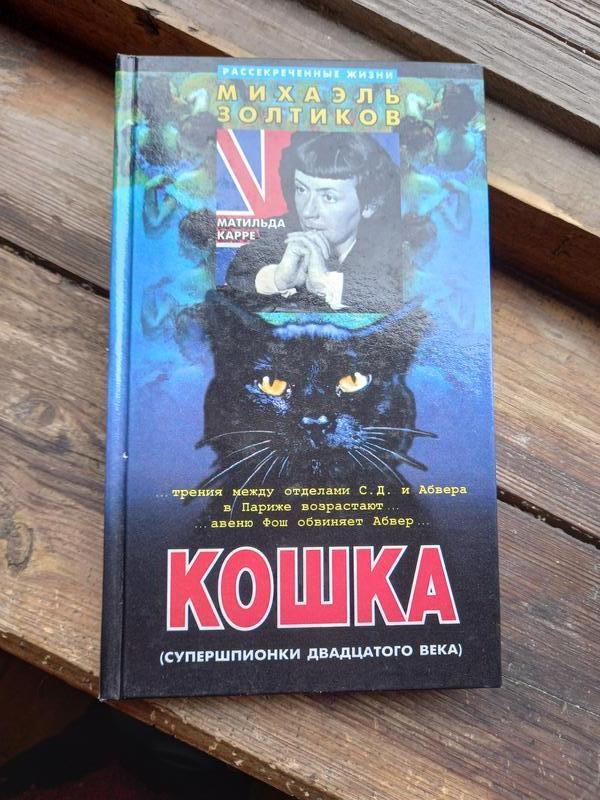 РАССЕКРЕЧЕННЫЕ ЖИЗНИ
МИХАЭЛЬ
ЗОЛТИКОВ
МАТИЛЬДА
КАРРЕ
...трения между отделами С.Д. и Абвера
в Париже возрастают...
...авеню Фош обвиняет Абвер...
КОШКА
(СУПЕРШПИОНКИ ДВАДЦАТОГО ВЕКА)